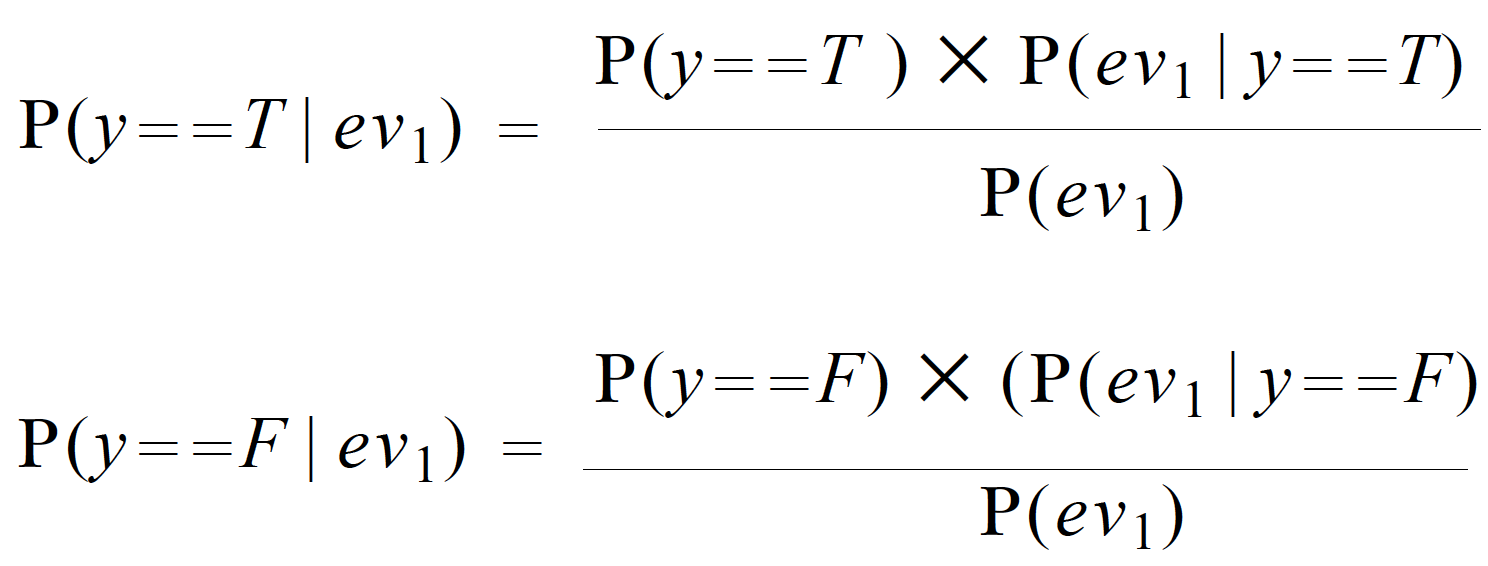 P(y==T ) × P(ev₁ | y==T)
P(y==T | ev₁) =
P(ev₁)
P(y==F) × (P(ev₁ | y==F)
P(y==F | ev₁) =
P(ev₁)